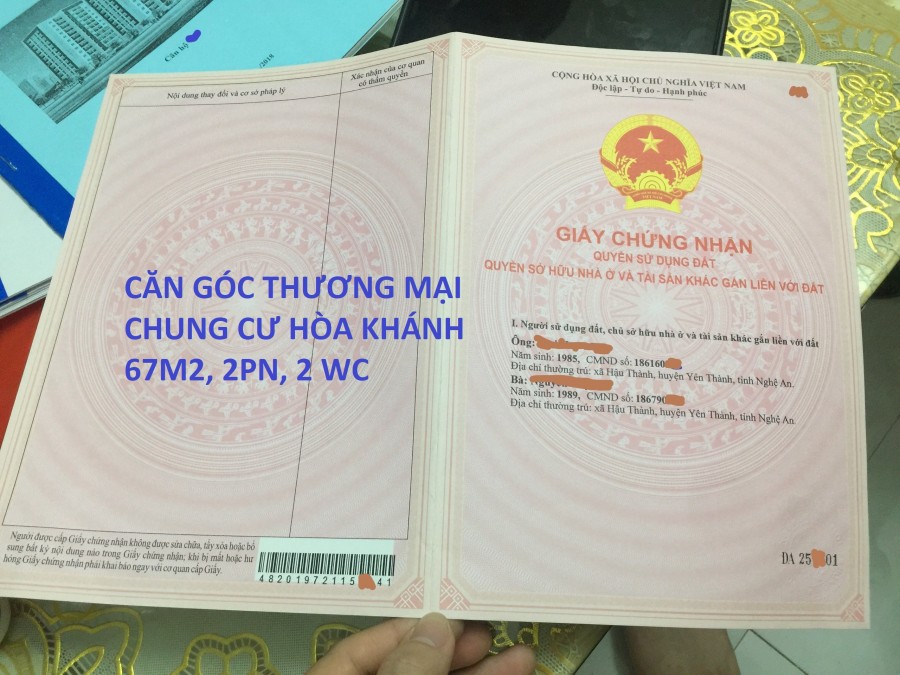 Căn hộ
/2018
Nội dung thay đổi và cơ sở pháp lý
Xác nhận của cơ quan
có thẩm quyền
CĂN GÓC THƯƠNG MẠI
CHUNG CƯ HÒA KHÁNH
67M2, 2PN, 2 WC
Người được cấp Giấy chứng nhận không được sửa chữa, tẩy xóa hoặc bổ
sung bất kỳ nội dung nào trong Giấy chứng nhận; khi bị mất hoặc hư
hỏng Giấy chứng nhận phải khai báo ngay với cơ quan cấp Giấy.
48201972115 41
CỘNG HÒA XÃ HỘI CHỦ NGHĨA VIỆT NAM
Độc lập - Tự do - Hạnh phúc
GIẤY CHỨNG NHẬN
QUYỀN SỬ DỤNG ĐẤT
QUYỀN SỞ HỮU NHÀ Ở VÀ TÀI SẢN KHÁC GẮN LIỀN VỚI ĐẤT
I. Người sử dụng đất, chủ sở hữu nhà ở và tài sản khác gắn liền với đất
Ông:
Năm sinh: 1985, CMND số: 18616
Địa chỉ thường trú: xã Hậu Thành, huyện Yên Thành, tỉnh Nghệ An.
Bà:
Năm sinh: 1989, CMND số: 18679
Địa chỉ thường trú: xã Hậu Thành, huyện Yên Thành, tỉnh Nghệ An.
DA 25 01